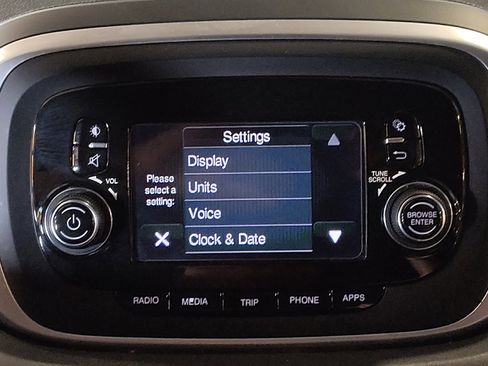 Settings
Display
Please
select a
setting:
Units
Voice
Clock & Date
VOL
TUNE
SCROLL
BROWSE
ENTER
RADIO
MEDIA
TRIP
PHONE
APPS